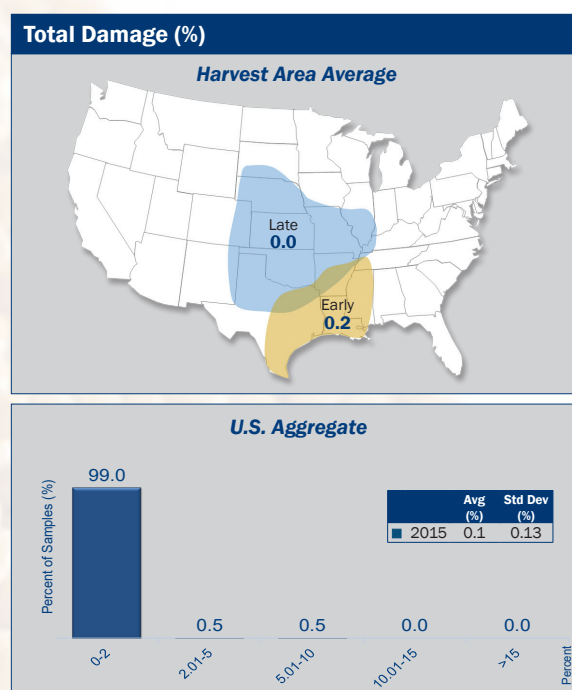 Total Damage (%)
Harvest Area Average
Late
0.0
Early
0.2
U.S. Aggregate
Percent of Samples (%)
99.0
0.5
0.5
0.0
0.0
Avg Std Dev
(%) (%)
2015 0.1 0.13
0-2
2.01-5
5.01-10
10.01-15
>15
Percent